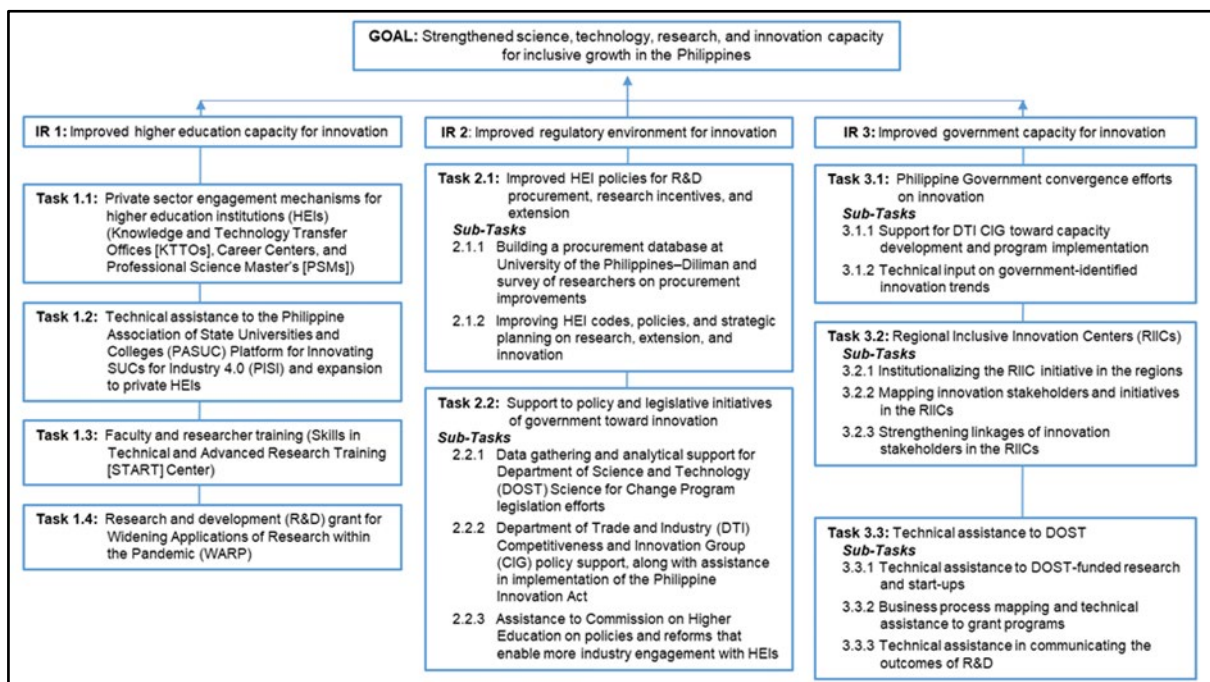 GOAL: Strengthened science, technology, research, and innovation capacity
for inclusive growth in the Philippines
IR 1: Improved higher education capacity for innovation
Task 1.1: Private sector engagement mechanisms for
higher education institutions (HEIs)
(Knowledge and Technology Transfer
Offices [KTTOs], Career Centers, and
Professional Science Master's [PSMs])
Task 1.2: Technical assistance to the Philippine
Association of State Universities and
Colleges (PASUC) Platform for Innovating
SUCs for Industry 4.0 (PISI) and expansion
to private HEIs
Task 1.3: Faculty and researcher training (Skills in
Technical and Advanced Research Training
[START] Center)
Task 1.4: Research and development (R&D) grant for
Widening Applications of Research within
the Pandemic (WARP)
IR 2: Improved regulatory environment for innovation
Task 2.1: Improved HEI policies for R&D
procurement, research incentives, and
extension
Sub-Tasks
2.1.1 Building a procurement database at
University of the Philippines–Diliman and
survey of researchers on procurement
improvements
2.1.2 Improving HEI codes, policies, and strategic
planning on research, extension, and
innovation
Task 2.2: Support to policy and legislative initiatives
of government toward innovation
Sub-Tasks
2.2.1 Data gathering and analytical support for
Department of Science and Technology
(DOST) Science for Change Program
legislation efforts
2.2.2 Department of Trade and Industry (DTI)
Competitiveness and Innovation Group
(CIG) policy support, along with assistance
in implementation of the Philippine
Innovation Act
2.2.3 Assistance to Commission on Higher
Education on policies and reforms that
enable more industry engagement with HEIs
IR 3: Improved government capacity for innovation
Task 3.1: Philippine Government convergence efforts
on innovation
Sub-Tasks
3.1.1 Support for DTI CIG toward capacity
development and program implementation
3.1.2 Technical input on government-identified
innovation trends
Task 3.2: Regional Inclusive Innovation Centers (RIICs)
Sub-Tasks
3.2.1 Institutionalizing the RIIC initiative in the regions
3.2.2 Mapping innovation stakeholders and initiatives
in the RIICs
3.2.3 Strengthening linkages of innovation
stakeholders in the RIICs
Task 3.3: Technical assistance to DOST
Sub-Tasks
3.3.1 Technical assistance to DOST-funded research
and start-ups
3.3.2 Business process mapping and technical
assistance to grant programs
3.3.3 Technical assistance in communicating the
outcomes of R&D